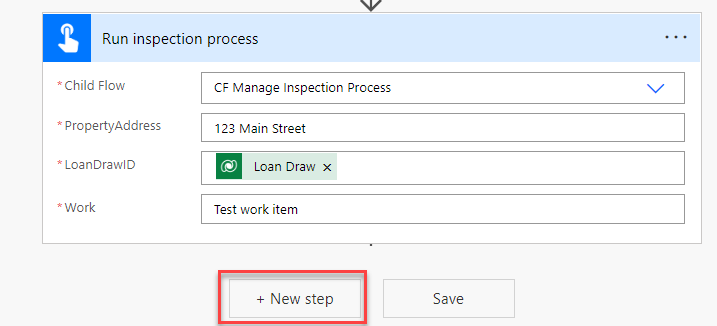 Run inspection process ...
*Child Flow CF Manage Inspection Process
*PropertyAddress 123 Main Street
*LoanDrawID Loan Draw ×
*Work Test work item
+ New step Save